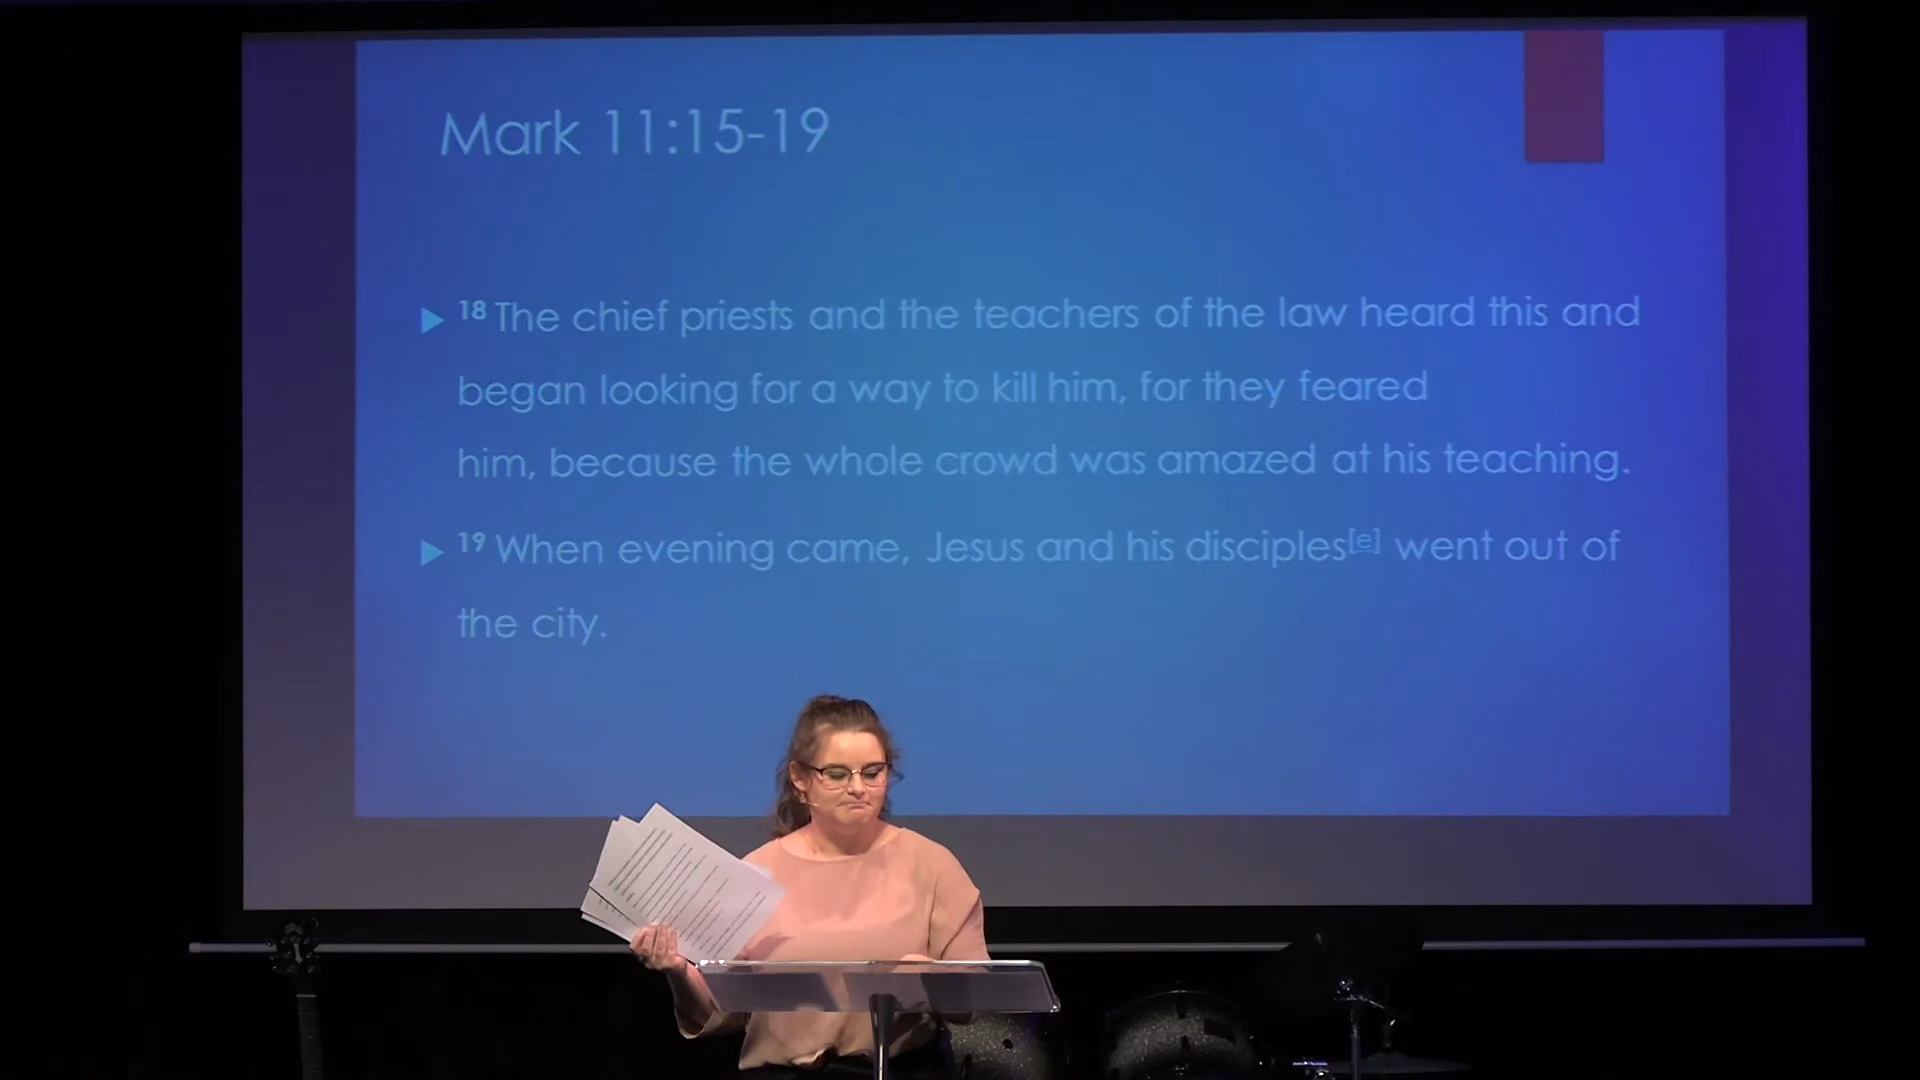 Mark 11:15-19
18 The chief priests and the teachers of the law heard this and
began looking for a way to kill him, for they feared
him, because the whole crowd was amazed at his teaching.
19 When evening came, Jesus and his disciples[e] went out of
the city.